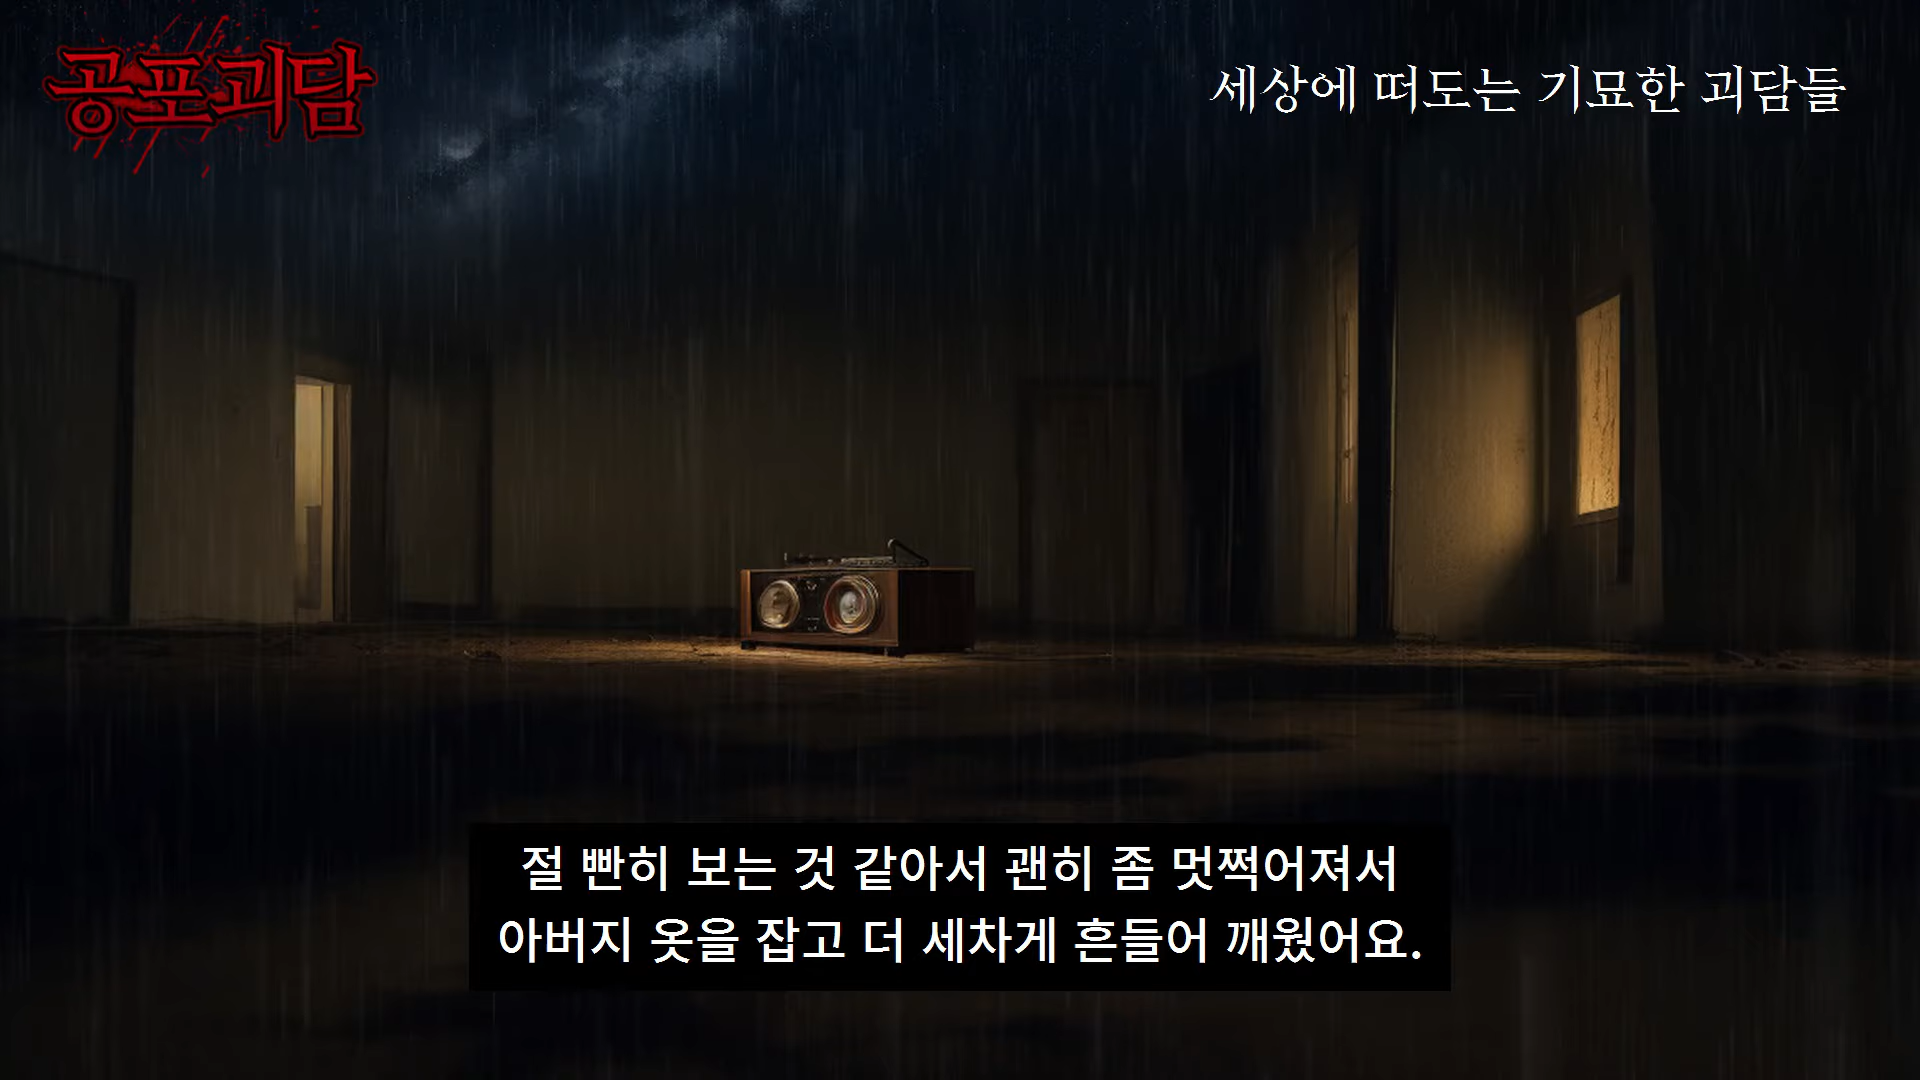 공포괴담
세상에 떠도는 기묘한 괴담들
절 빤히 보는 것 같아서 괜히 좀 멋쩍어져서
아버지 옷을 잡고 더 세차게 흔들어 깨웠어요.